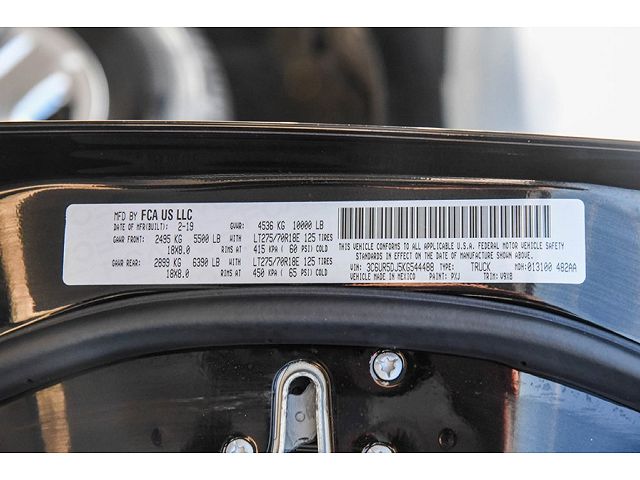 MFD BY FCA US LLC
DATE OF MFR(BUILT): 2-19 GVWR: 4536 KG 10000 LB
GAWR FRONT: 2495 KG 5500 LB WITH LT275/70R18E 125 TIRES
18X8.0 RIMS AT 415 KPA ( 60 PSI) COLD
GAWR REAR: 2899 KG 6390 LB WITH LT275/70R18E 125 TIRES
18X8.0 RIMS AT 450 KPA ( 65 PSI) COLD
THIS VEHICLE CONFORMS TO ALL APPLICABLE U.S.A. FEDERAL MOTOR VEHICLE SAFETY
STANDARDS IN EFFECT ON THE DATE OF MANUFACTURE SHOWN ABOVE.
VIN: 3C6UR5DJ5KG544488 TYPE: TRUCK MDH:013100 482AA
VEHICLE MADE IN MEXICO PAINT: PXJ TRIM: V9X8